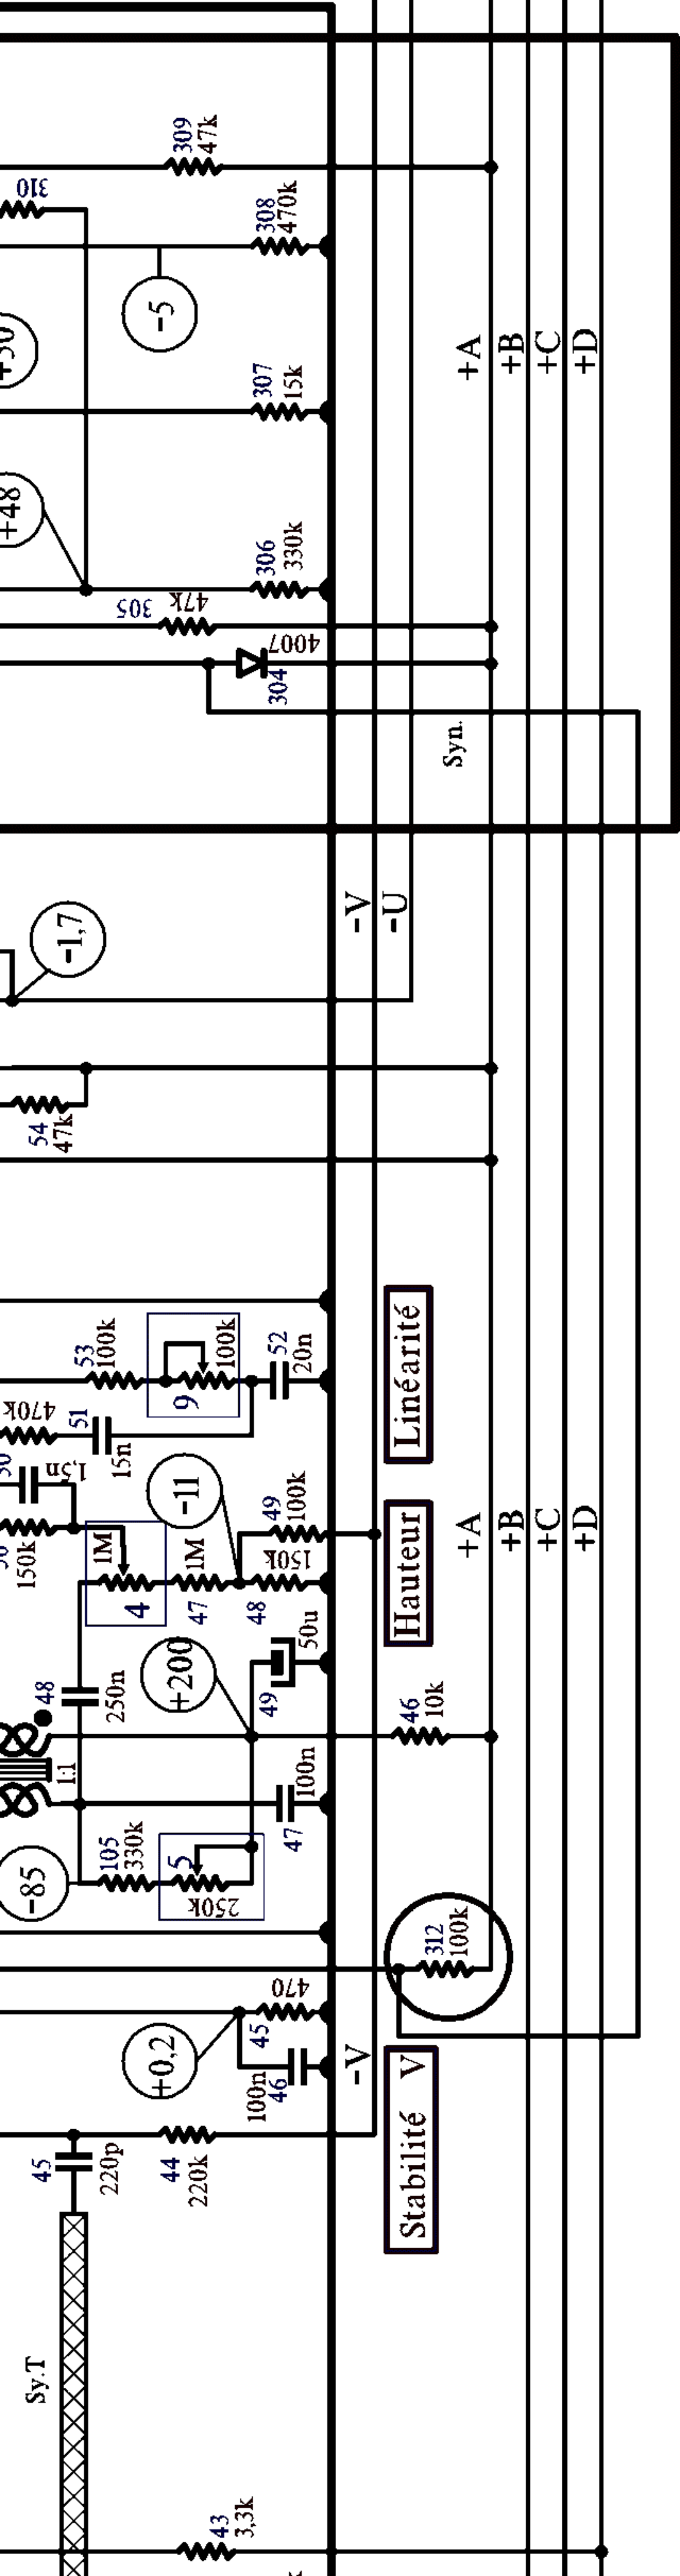 309
47k
310
308
470k
-5
+A
+B
+C
+D
307
15k
+48
306
330k
305
47k
4007
304
Syn.
-V
-U
-1,7
54
47k
53
100k
9
100k
52
20n
Linéarité
470k
51
15n
1,5n
150k
1M
4
-11
1M
47
49
100k
150k
48
Hauteur
+A
+B
+C
+D
48
250n
+200
50u
49
46
10k
1:1
100n
47
-85
105
330k
5
250k
312
100k
470
45
+0,2
100n
46
-V
Stabilité V
45
220p
44
220k
Sy.T
43
3,3k